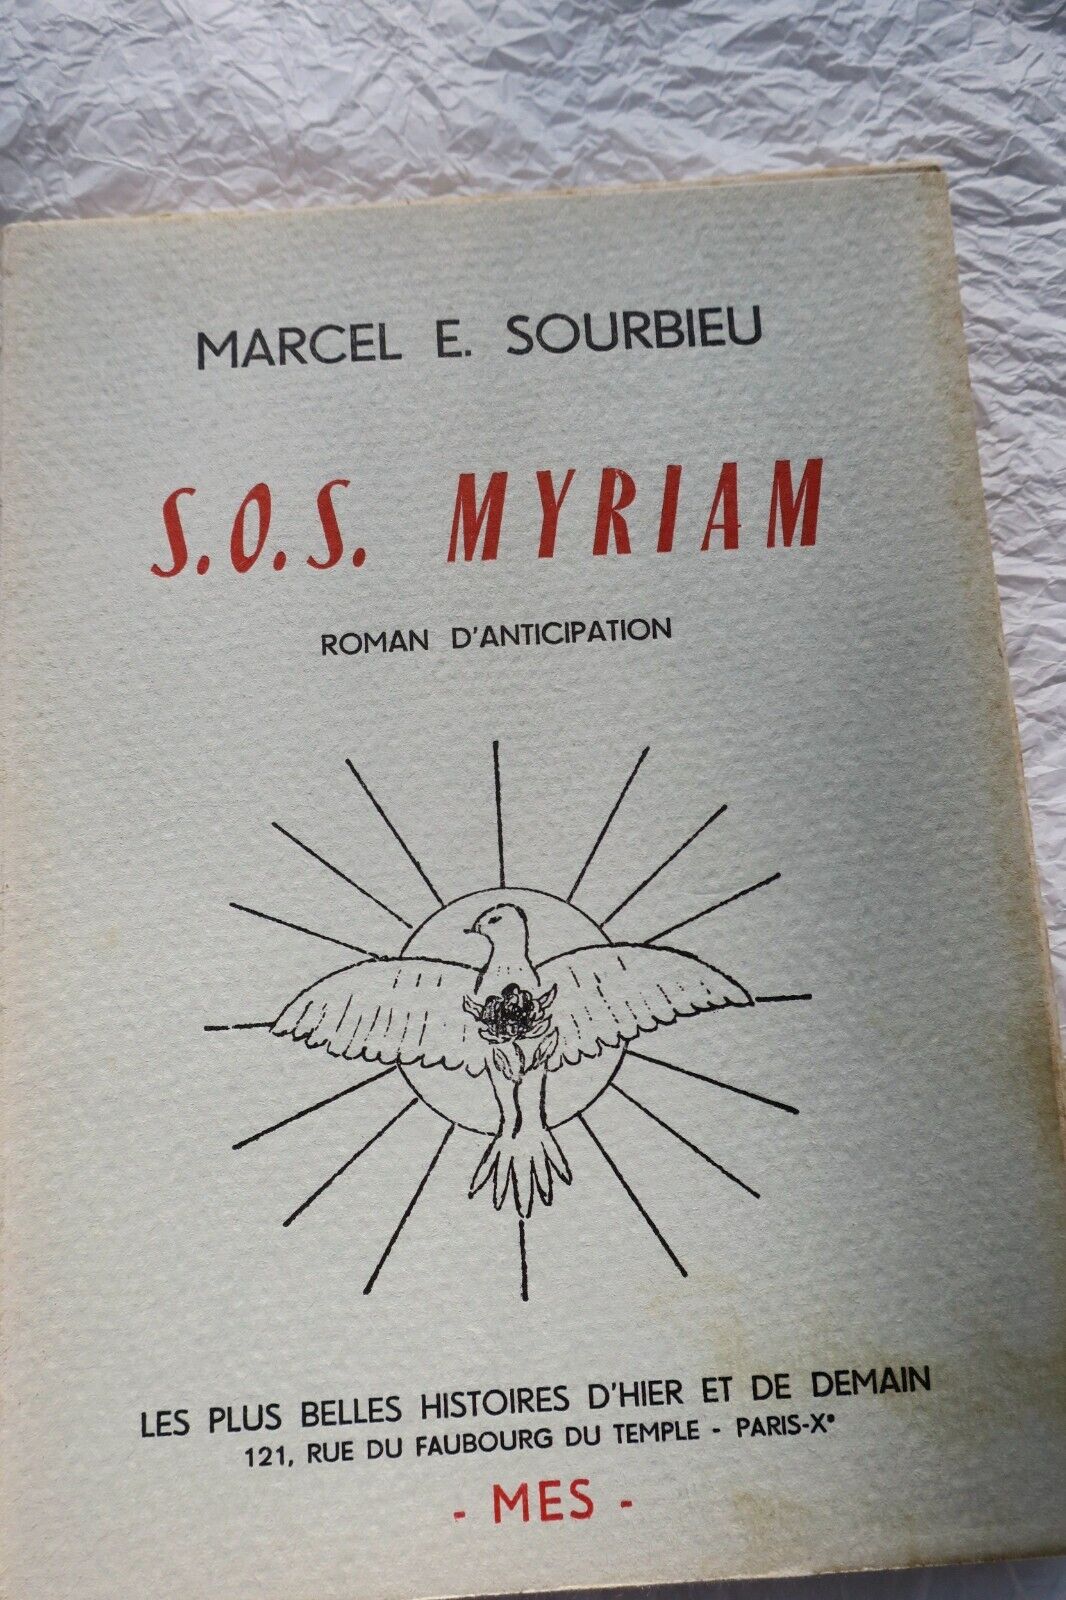 MARCEL E. SOURBIEU
S.O.S. MYRIAM
ROMAN D'ANTICIPATION
LES PLUS BELLES HISTOIRES D'HIER ET DE DEMAIN
121, RUE DU FAUBOURG DU TEMPLE - PARIS-Xe
- MES -